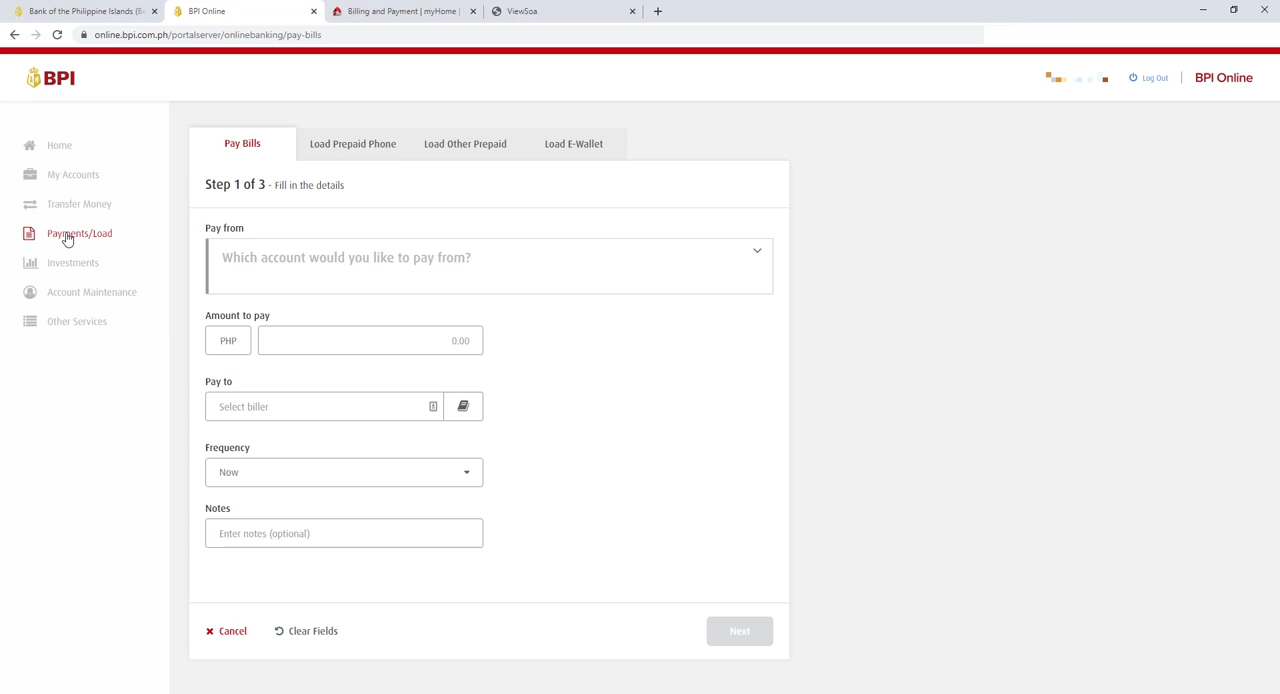 Bank of the Philippine Islands (B
BPI Online
Billing and Payment | myHome |
ViewSoa
online.bpi.com.ph/portalserver/onlinebanking/pay-bills
BPI
Log Out
BPI Online
Home
My Accounts
Transfer Money
Payments/Load
Investments
Account Maintenance
Other Services
Pay Bills
Load Prepaid Phone
Load Other Prepaid
Load E-Wallet
Step 1 of 3 - Fill in the details
Pay from
Which account would you like to pay from?
Amount to pay
PHP
0.00
Pay to
Select biller
Frequency
Now
Notes
Enter notes (optional)
Cancel
Clear Fields
Next